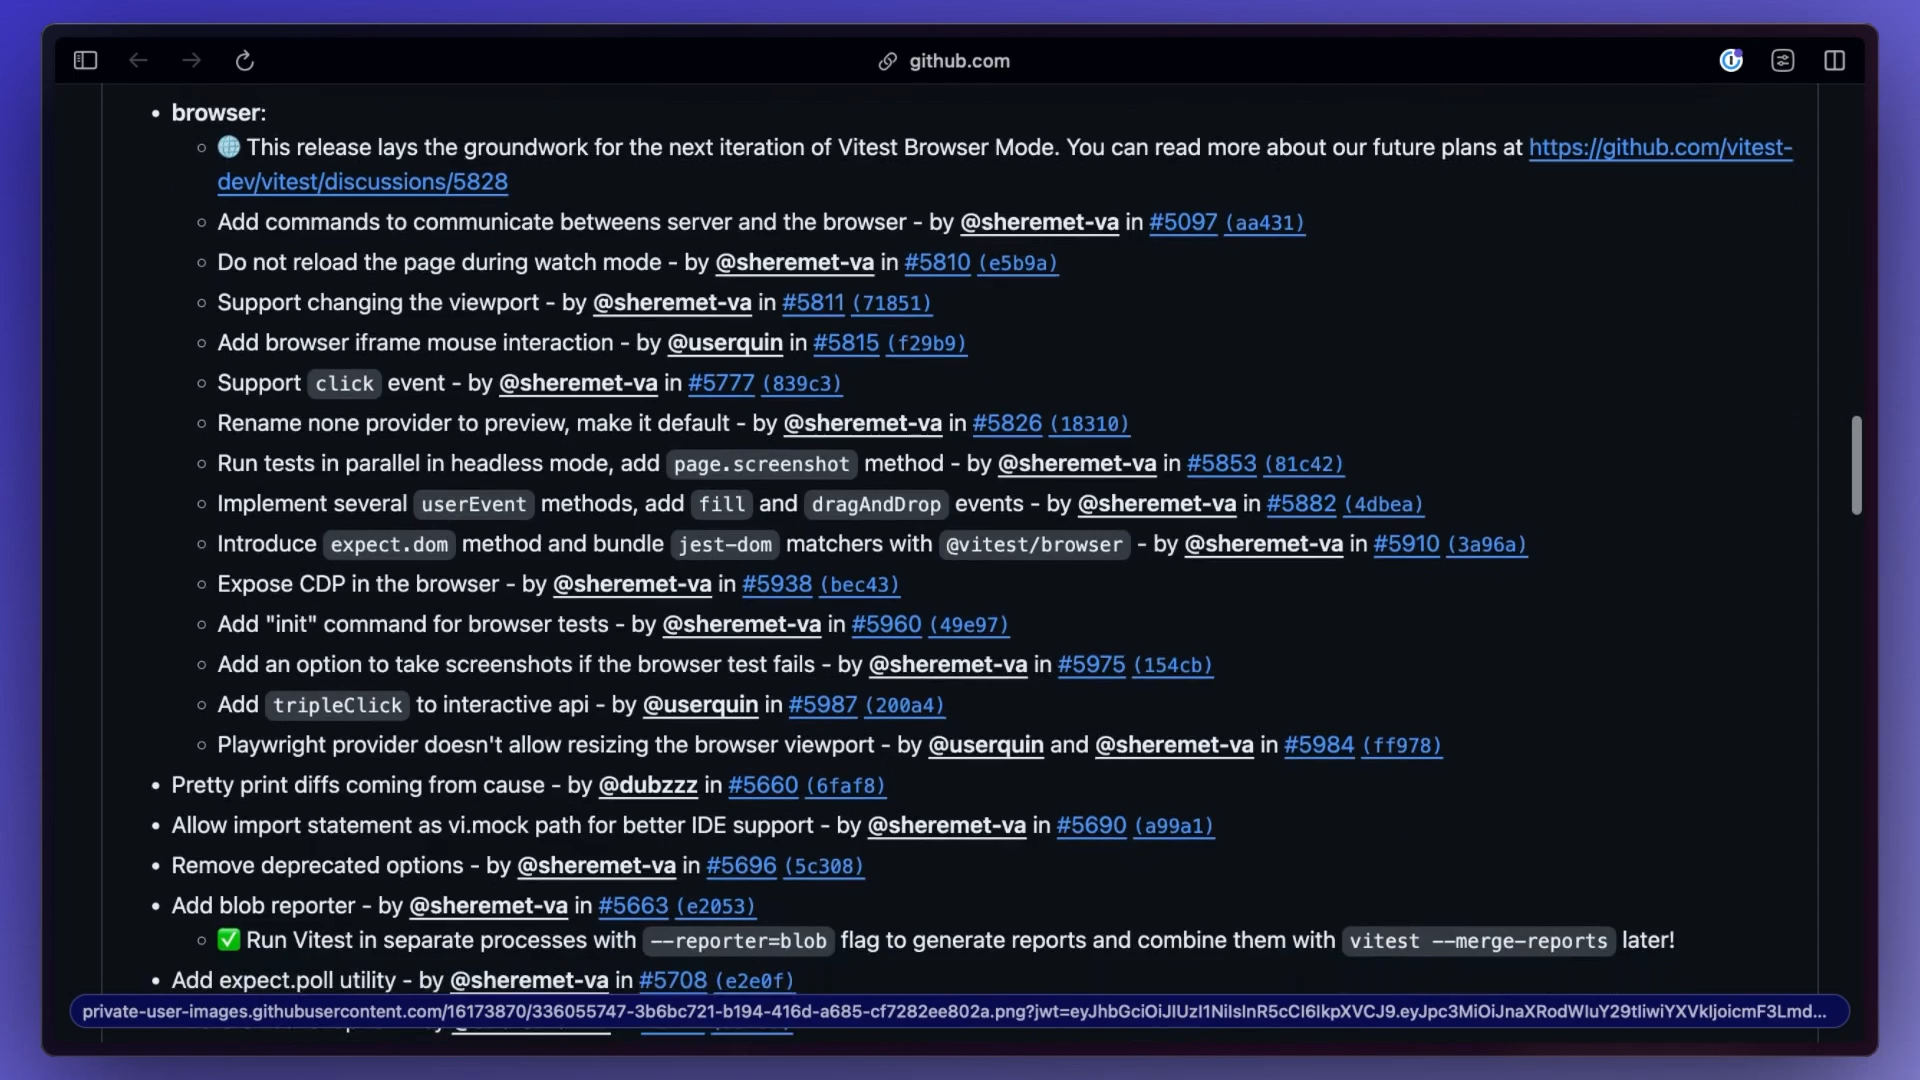 github.com
browser:
🌐 This release lays the groundwork for the next iteration of Vitest Browser Mode. You can read more about our future plans at https://github.com/vitest-
dev/vitest/discussions/5828
Add commands to communicate betweens server and the browser - by @sheremet-va in #5097 (aa431)
Do not reload the page during watch mode - by @sheremet-va in #5810 (e5b9a)
Support changing the viewport - by @sheremet-va in #5811 (71851)
Add browser iframe mouse interaction - by @userquin in #5815 (f29b9)
Support click event - by @sheremet-va in #5777 (839c3)
Rename none provider to preview, make it default - by @sheremet-va in #5826 (18310)
Run tests in parallel in headless mode, add page.screenshot method - by @sheremet-va in #5853 (81c42)
Implement several userEvent methods, add fill and dragAndDrop events - by @sheremet-va in #5882 (4dbea)
Introduce expect.dom method and bundle jest-dom matchers with @vitest/browser - by @sheremet-va in #5910 (3a96a)
Expose CDP in the browser - by @sheremet-va in #5938 (bec43)
Add "init" command for browser tests - by @sheremet-va in #5960 (49e97)
Add an option to take screenshots if the browser test fails - by @sheremet-va in #5975 (154cb)
Add tripleClick to interactive api - by @userquin in #5987 (200a4)
Playwright provider doesn't allow resizing the browser viewport - by @userquin and @sheremet-va in #5984 (ff978)
Pretty print diffs coming from cause - by @dubzzz in #5660 (6faf8)
Allow import statement as vi.mock path for better IDE support - by @sheremet-va in #5690 (a99a1)
Remove deprecated options - by @sheremet-va in #5696 (5c308)
Add blob reporter - by @sheremet-va in #5663 (e2053)
✅ Run Vitest in separate processes with --reporter=blob flag to generate reports and combine them with vitest --merge-reports later!
Add expect.poll utility - by @sheremet-va in #5708 (e2e0f)
private-user-images.githubusercontent.com/16173870/336055747-3b6bc721-b194-416d-a685-cf7282ee802a.png?jwt=eyJhbGciOiJIUzI1NiIsInR5cCI6IkpXVCJ9.eyJpc3MiOiJnaXRodWIuY29tIiwiYXVkIjoicmF3Lmd...